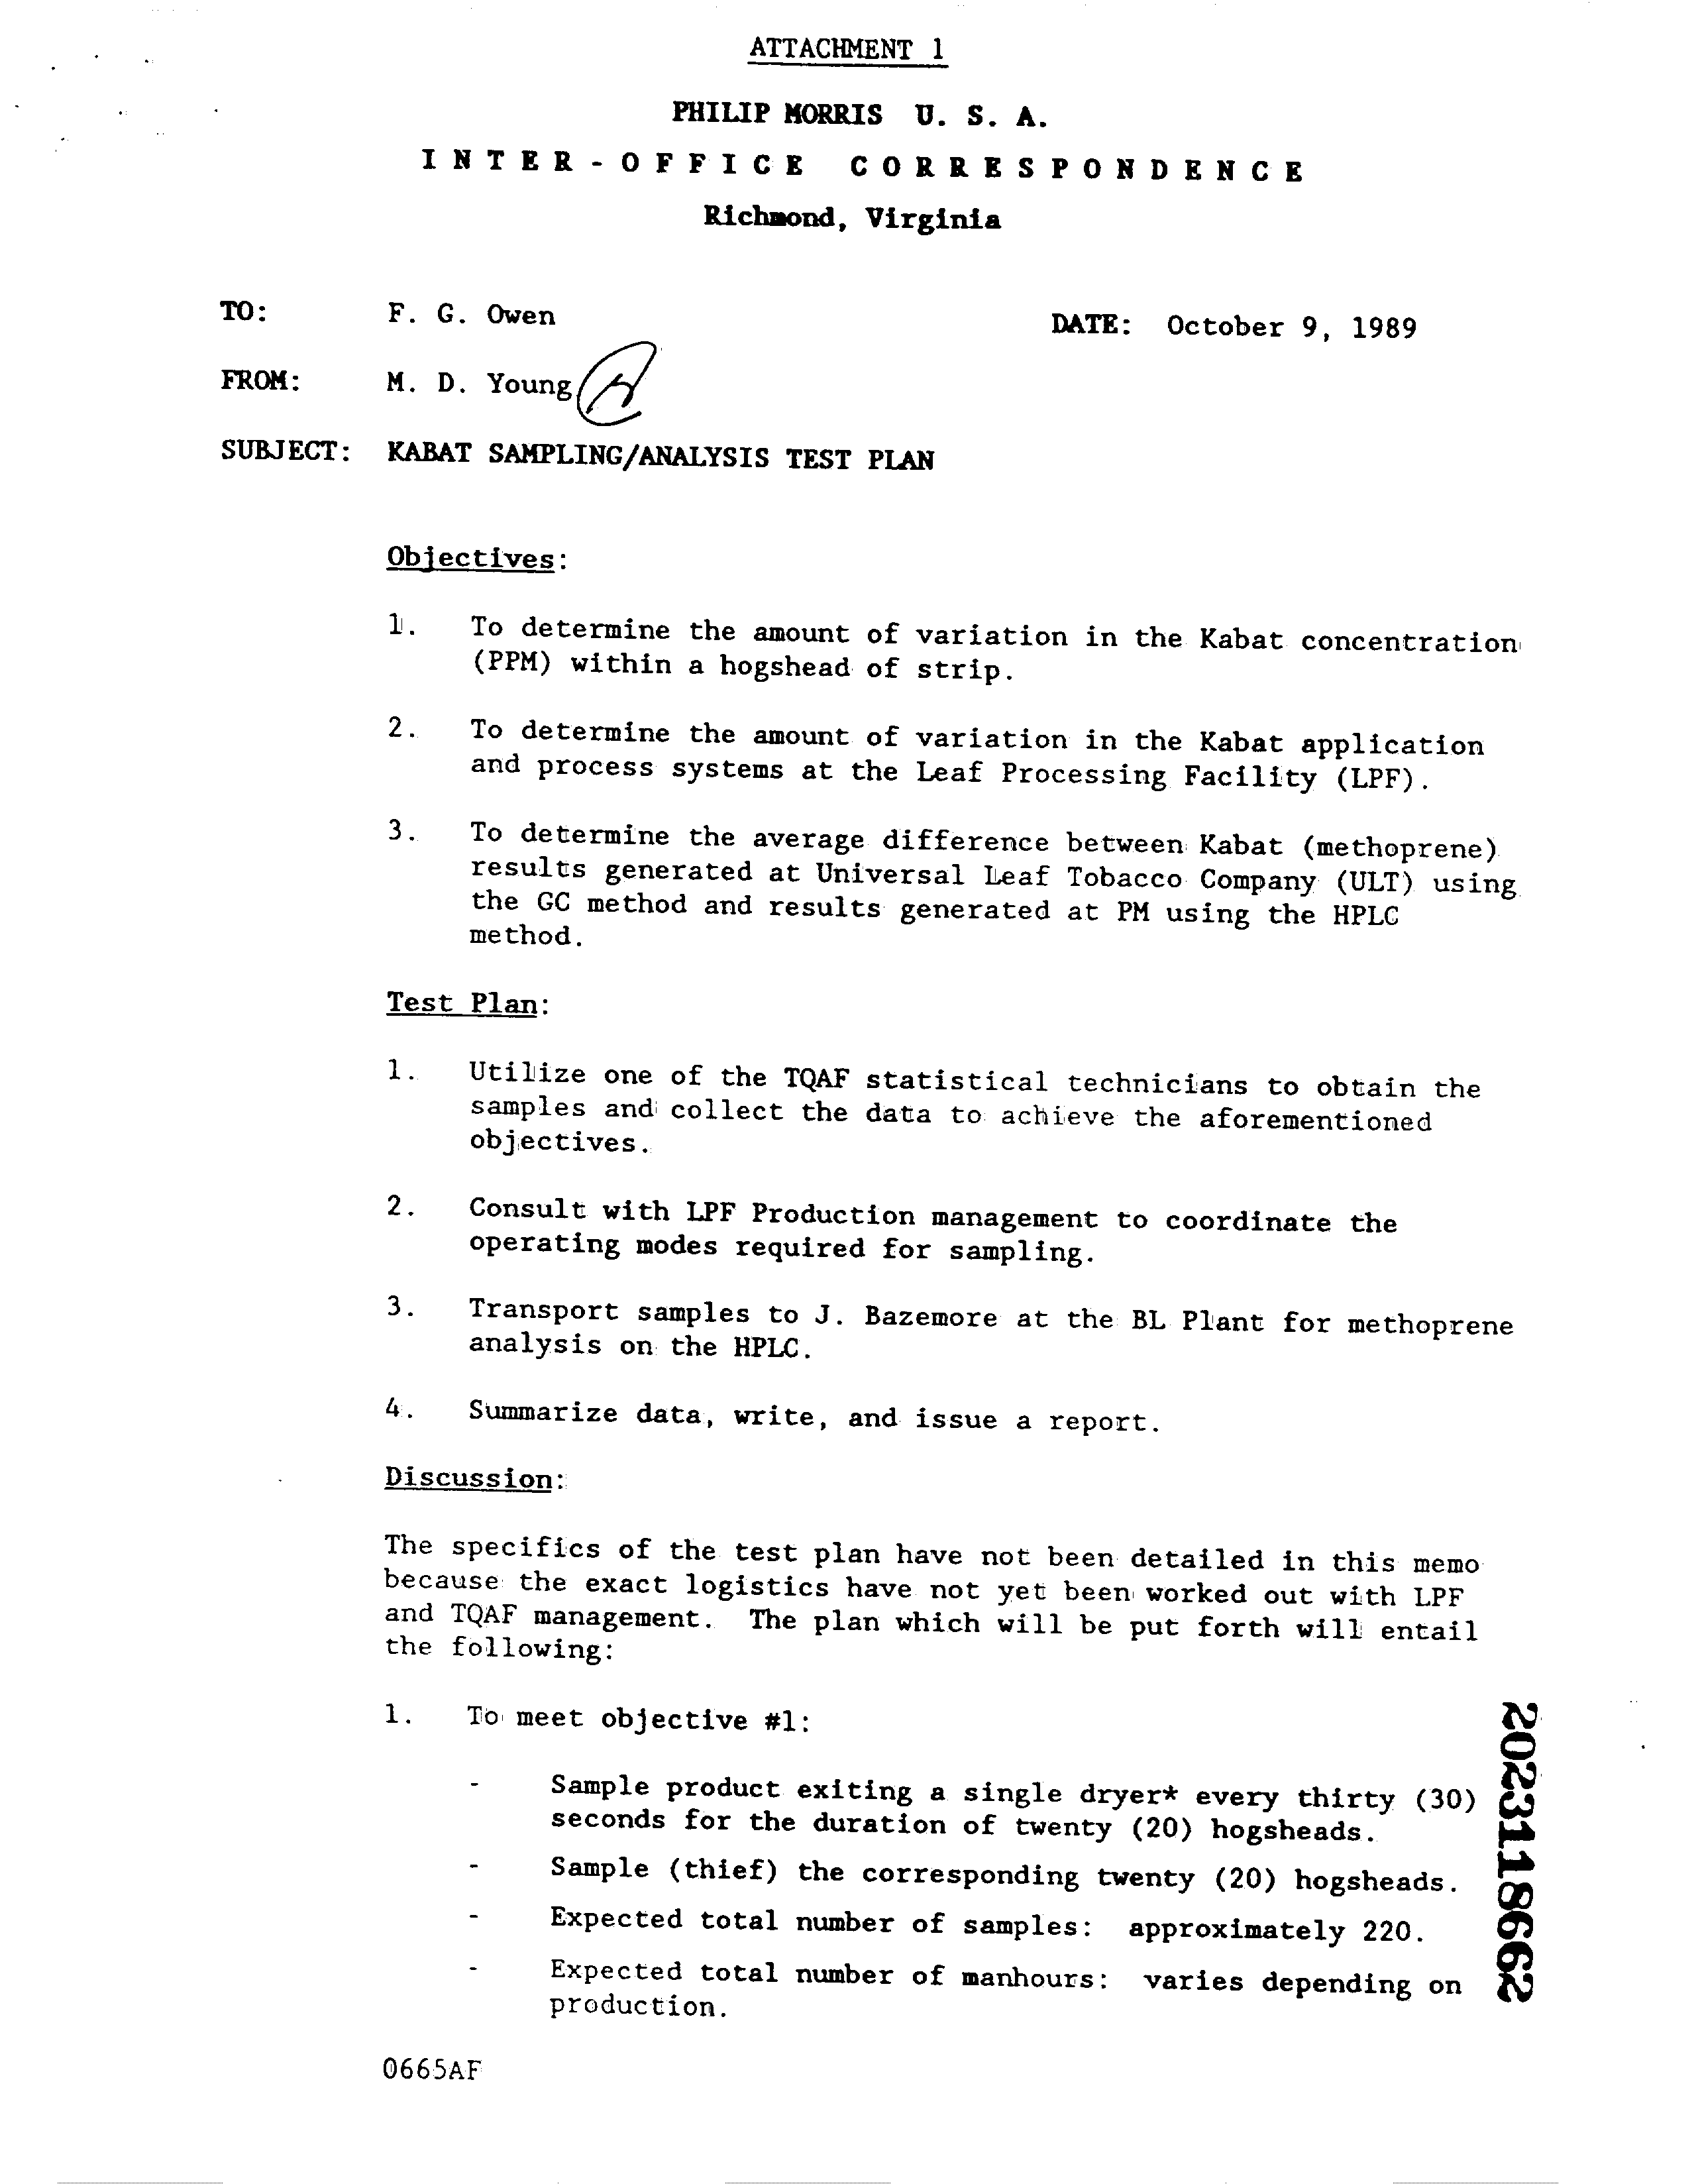 ATTACHMENT 1
PHILIP MORRIS U. S. A.
INTER-OFFICE CORRESPONDENCE
Richmond, Virginia
TO: F. G. Owen
DATE: October 9, 1989
FROM: M. D. Young
SUBJECT: KABAT SAMPLING/ANALYSIS TEST PLAN
Objectives:
1. To determine the amount of variation in the Kabat concentration
(PPM) within a hogshead of strip.
2. To determine the amount of variation in the Kabat application
and process systems at the Leaf Processing Facility (LPF).
3. To determine the average difference between Kabat (methoprene)
results generated at Universal Leaf Tobacco Company (ULT) using
the GC method and results generated at PM using the HPLC
method.
Test Plan:
1. Utilize one of the TQAF statistical technicians to obtain the
samples and collect the data to achieve the aforementioned
objectives.
2. Consult with LPF Production management to coordinate the
operating modes required for sampling.
3. Transport samples to J. Bazemore at the BL Plant for methoprene
analysis on the HPLC.
4. Summarize data, write, and issue a report.
Discussion:
The specifics of the test plan have not been detailed in this memo
because the exact logistics have not yet been worked out with LPF
and TQAF management. The plan which will be put forth will entail
the following:
1. To meet objective #1:
- Sample product exiting a single dryer* every thirty (30)
seconds for the duration of twenty (20) hogsheads.
- Sample (thief) the corresponding twenty (20) hogsheads.
- Expected total number of samples: approximately 220.
- Expected total number of manhours: varies depending on
production.
0665AF
2023118662